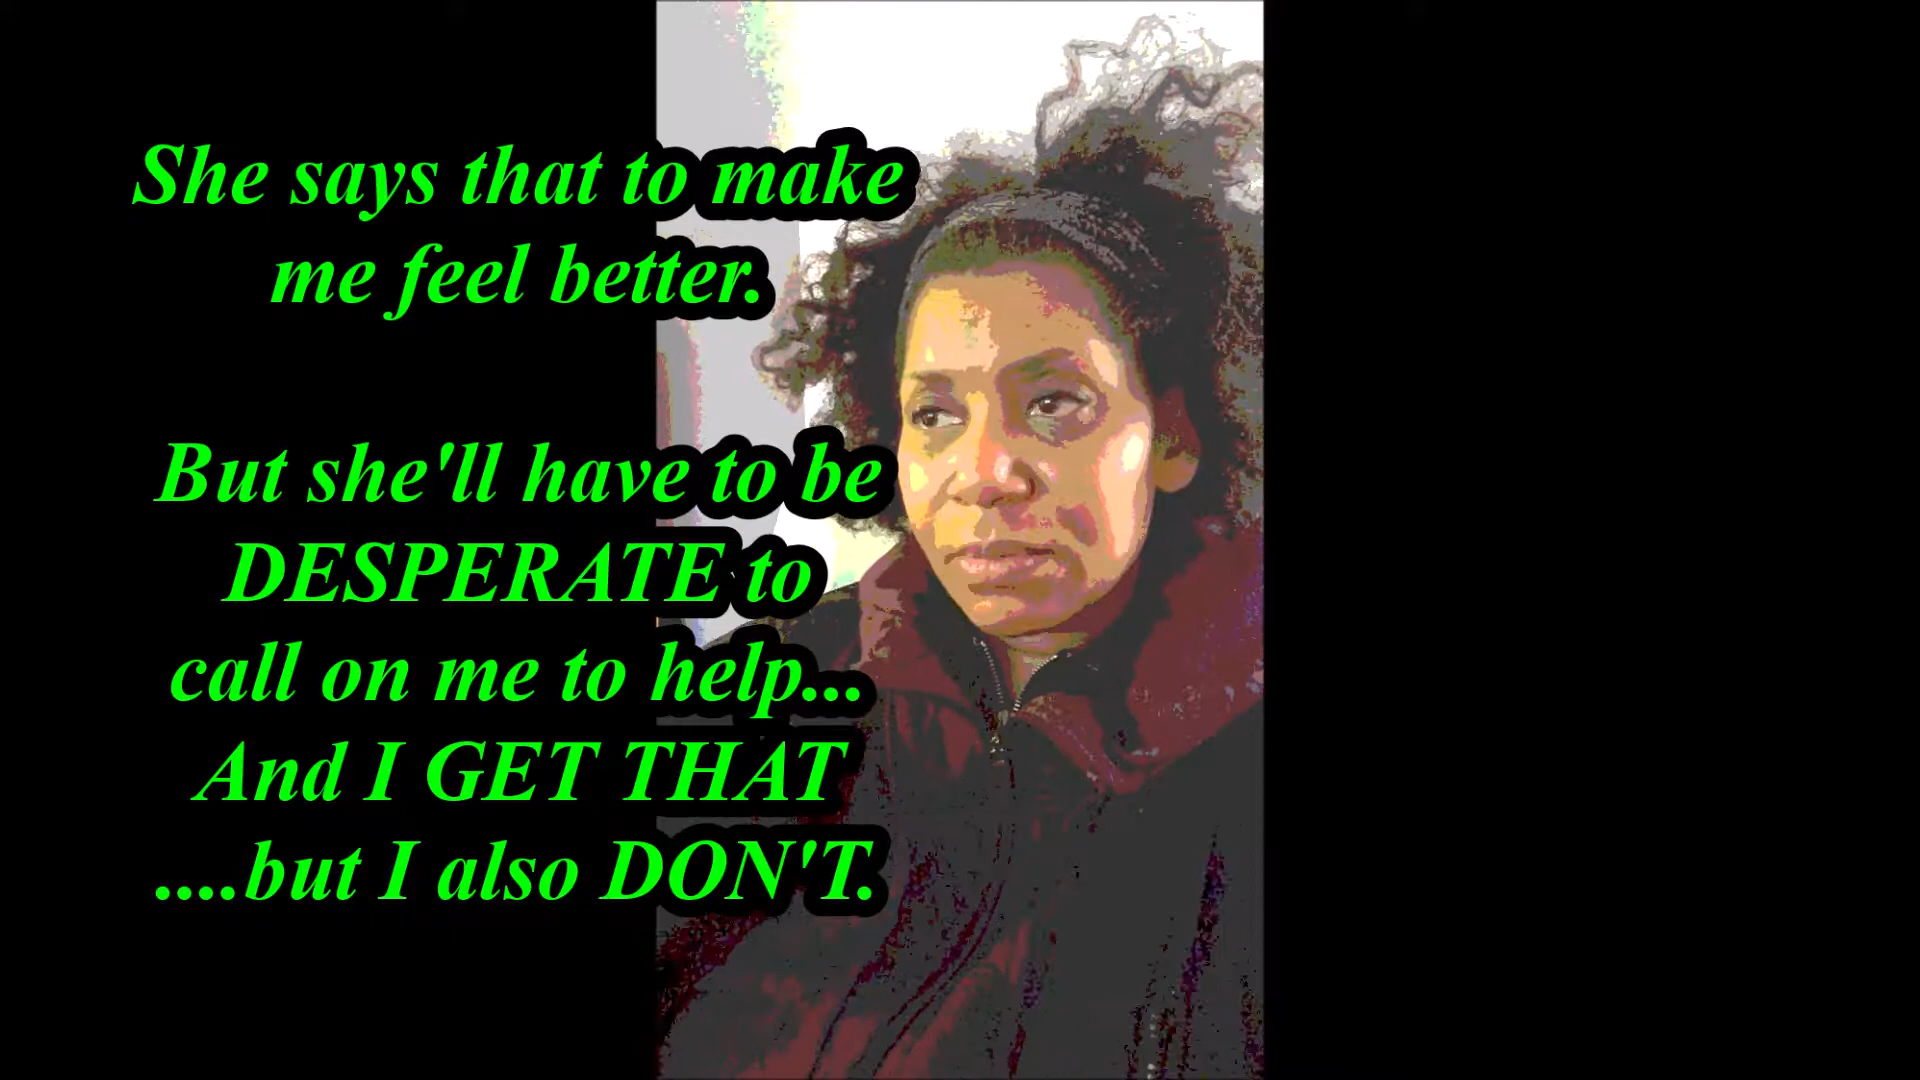 She says that to make
me feel better.
But she'll have to be
DESPERATE to
call on me to help...
And I GET THAT
....but I also DON'T.